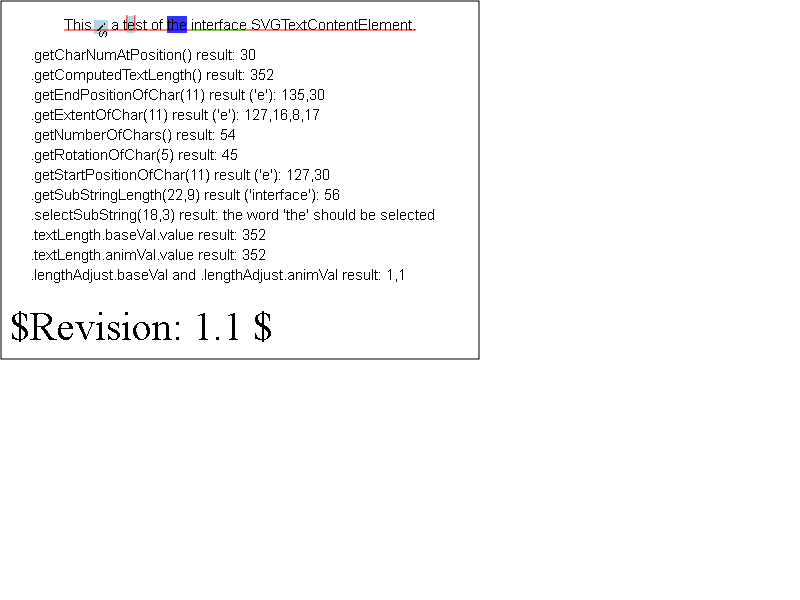 This is a test of the interface SVGTextContentElement.
.getCharNumAtPosition() result: 30
.getComputedTextLength() result: 352
.getEndPositionOfChar(11) result ('e'): 135,30
.getExtentOfChar(11) result ('e'): 127,16,8,17
.getNumberOfChars() result: 54
.getRotationOfChar(5) result: 45
.getStartPositionOfChar(11) result ('e'): 127,30
.getSubStringLength(22,9) result ('interface'): 56
.selectSubString(18,3) result: the word 'the' should be selected
.textLength.baseVal.value result: 352
.textLength.animVal.value result: 352
.lengthAdjust.baseVal and .lengthAdjust.animVal result: 1,1
$Revision: 1.1 $